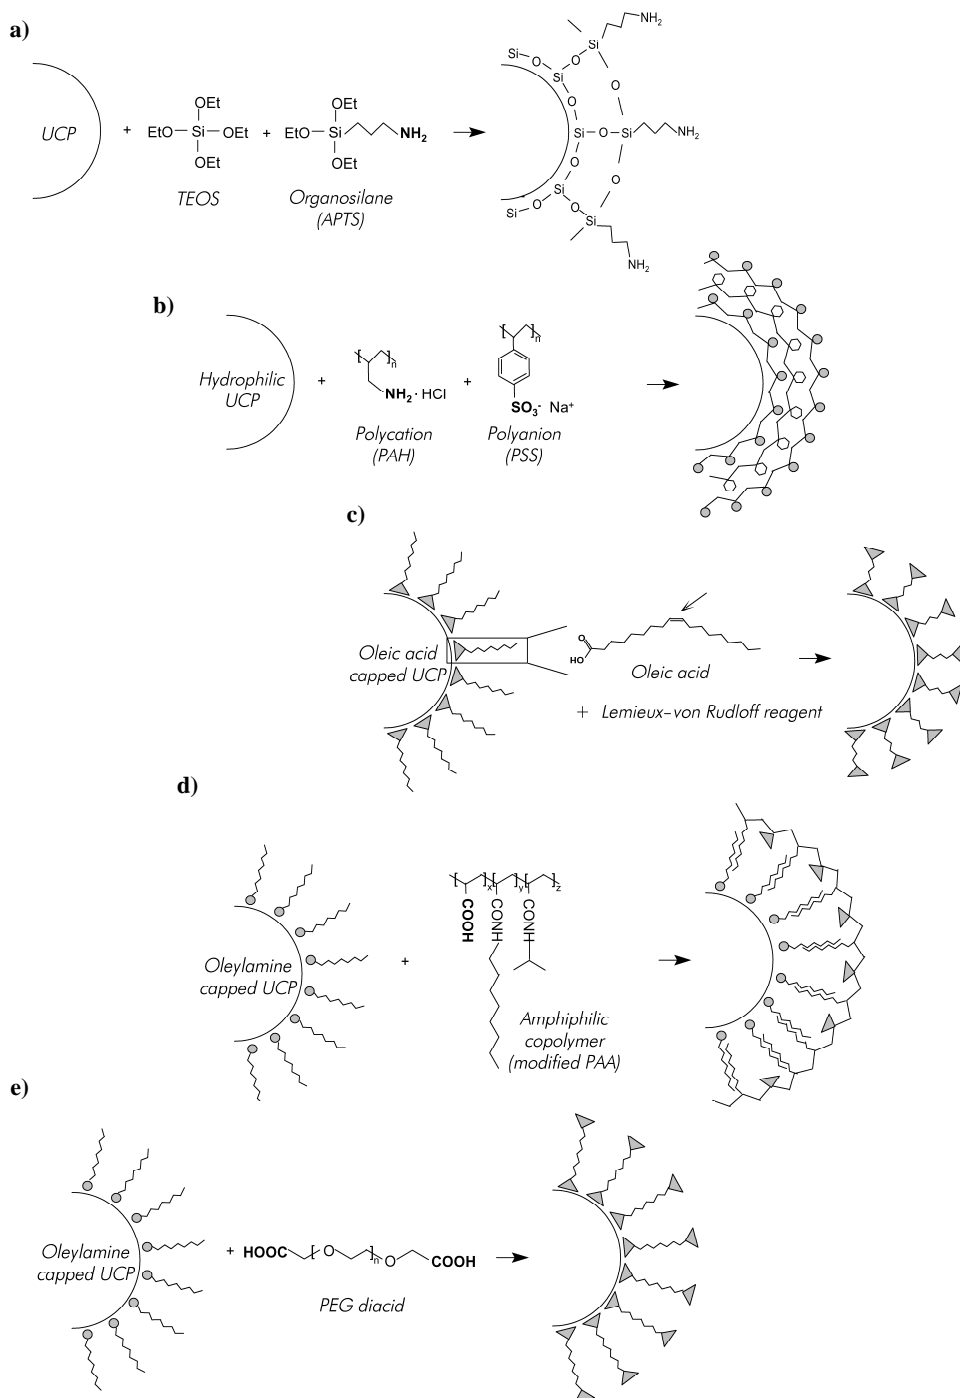 a)
UCP
+
OEt
EtO Si OEt
OEt
TEOS
+
OEt
EtO Si NH2
OEt
Organosilane
(APTS)
NH2
Si
O
Si
O
Si
O
O
Si O Si NH2
O
O
Si
O
Si
Si
O
NH2
b)
Hydrophilic
UCP
+
[ ]n
NH2 · HCl
Polycation
(PAH)
+
[ ]n
SO3- Na+
Polyanion
(PSS)
c)
Oleic acid
capped UCP
O
HO
Oleic acid
+ Lemieux-von Rudloff reagent
d)
Oleylamine
capped UCP
+
[ ]x[ ]y[ ]z
COOH
CONH
CONH
Amphiphilic
copolymer
(modified PAA)
e)
Oleylamine
capped UCP
+
HOOC [ O ]n O COOH
PEG diacid